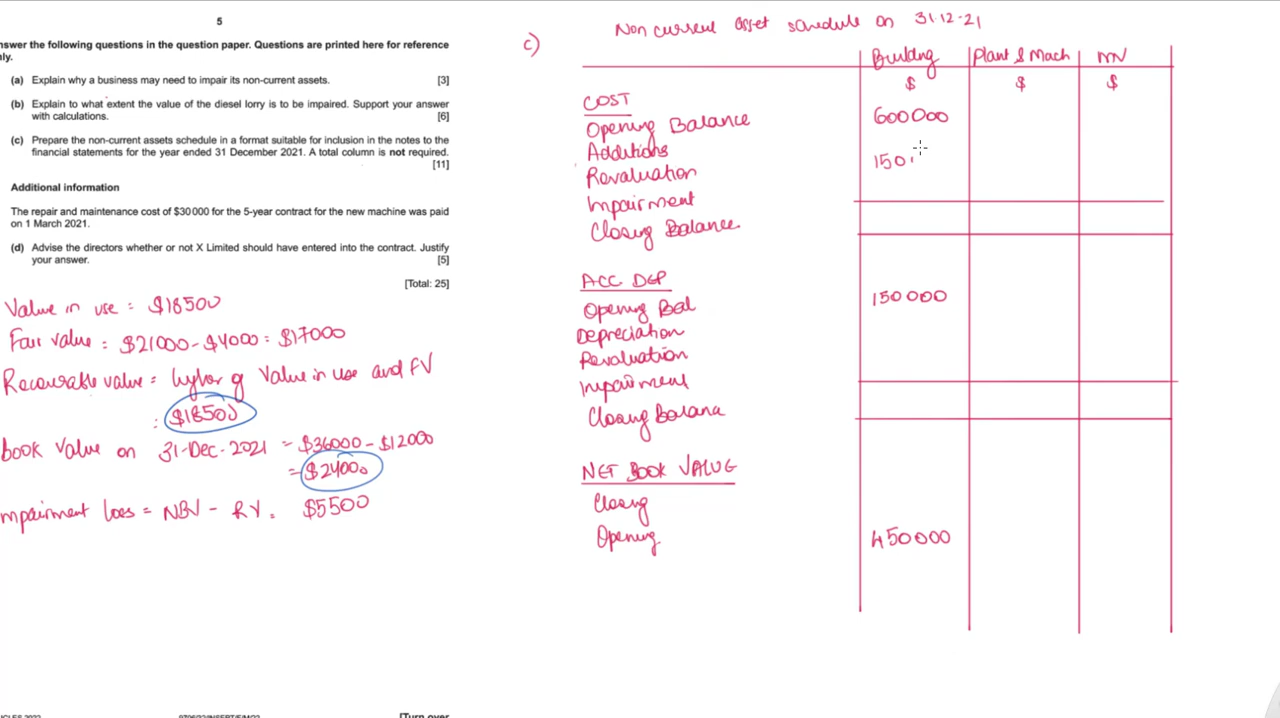 5
nswer the following questions in the question paper. Questions are printed here for reference
nly.
(a) Explain why a business may need to impair its non-current assets. [3]
(b) Explain to what extent the value of the diesel lorry is to be impaired. Support your answer
with calculations. [6]
(c) Prepare the non-current assets schedule in a format suitable for inclusion in the notes to the
financial statements for the year ended 31 December 2021. A total column is not required.
[11]
Additional information
The repair and maintenance cost of $30 000 for the 5-year contract for the new machine was paid
on 1 March 2021.
(d) Advise the directors whether or not X Limited should have entered into the contract. Justify
your answer. [5]
[Total: 25]
Value in use = $18500
Fair value = $21000 - $4000 = $17000
Recoverable value = higher of Value in use and FV
: $18500
book Value on 31-Dec-2021 = $36000 - $12000
= $24000
mpairment loss = NBV - RV = $5500
c) Non current asset schedule on 31-12-21
Building Plant & Mach MV
$ $ $
COST
Opening Balance 600000
Additions
Revaluation 150
Impairment
Closing Balance
ACC DEP
Opening Bal 150000
Depreciation
Revaluation
Impairment
Closing Balance
NET BOOK VALUE
Closing
Opening 450000
[Turn over